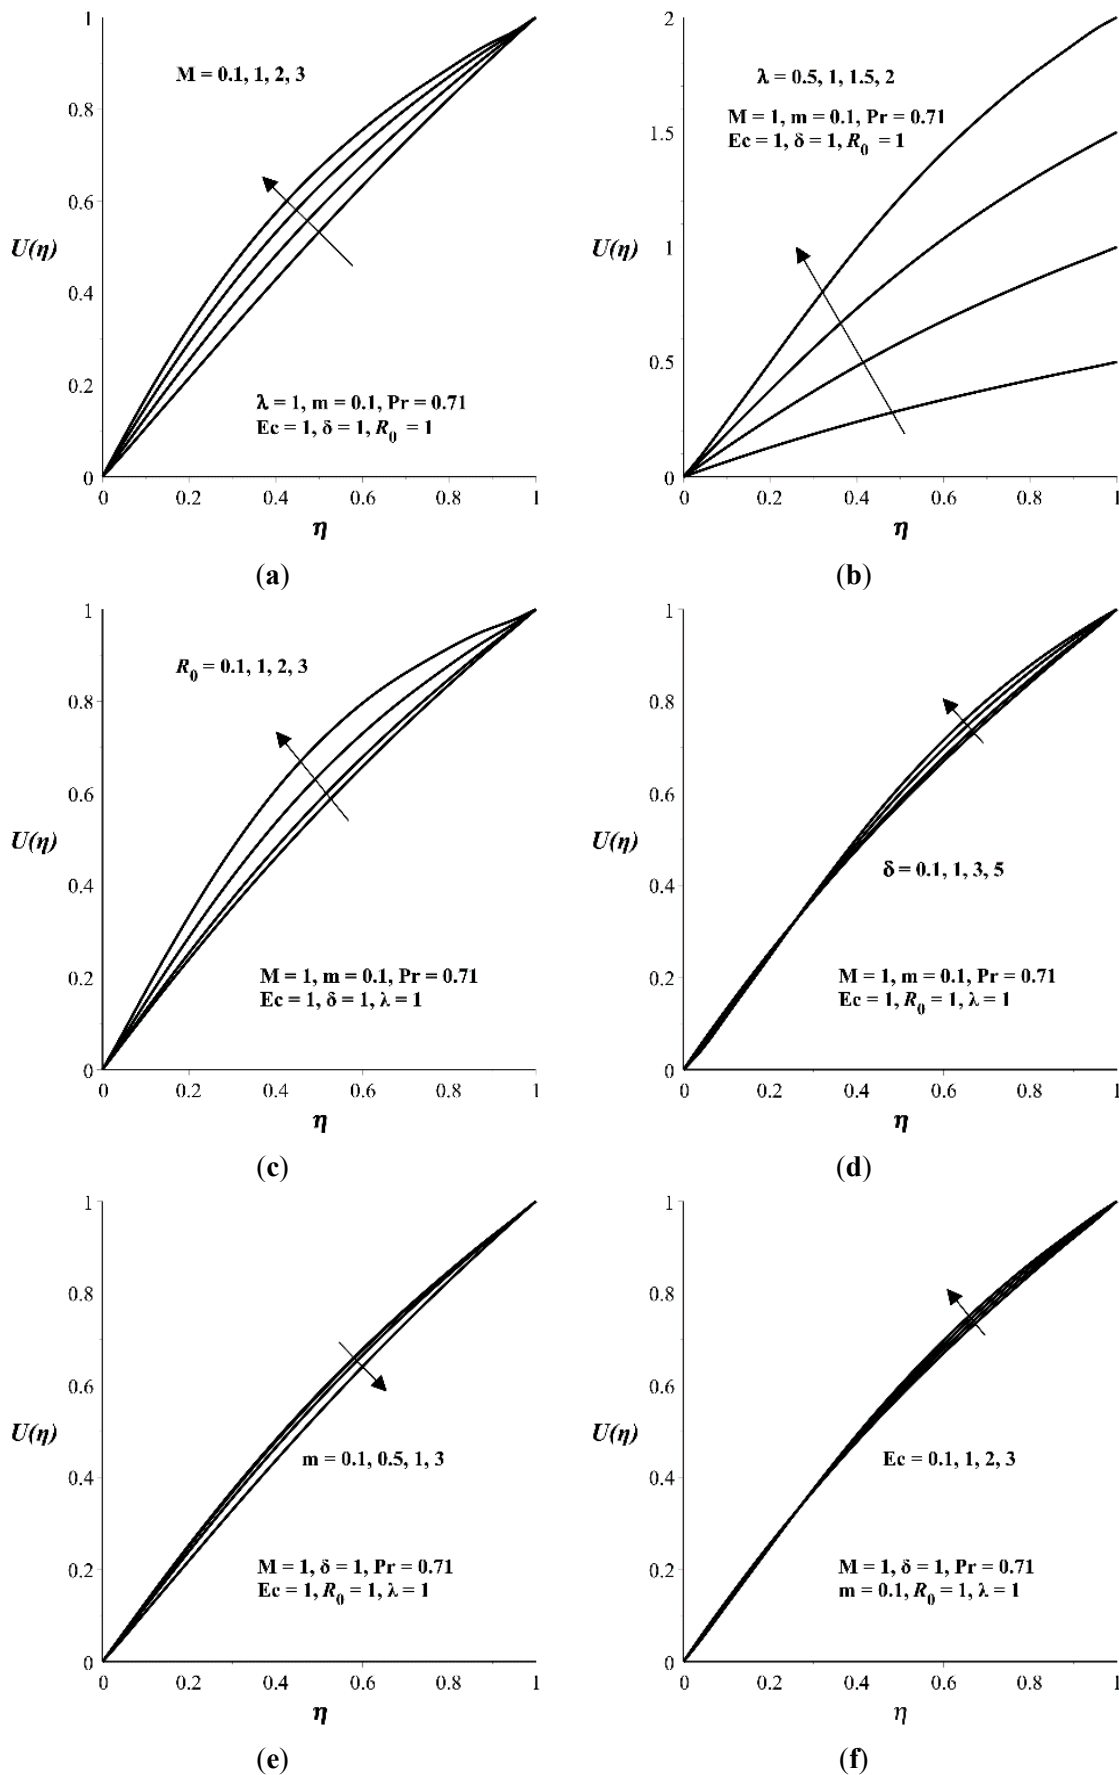 1
M = 0.1, 1, 2, 3
0.8
0.6
U(η)
0.4
0.2
λ = 1, m = 0.1, Pr = 0.71
Ec = 1, δ = 1, R0 = 1
0
0 0.2 0.4 0.6 0.8 1
η
(a)
2
λ = 0.5, 1, 1.5, 2
M = 1, m = 0.1, Pr = 0.71
Ec = 1, δ = 1, R0 = 1
1.5
U(η)
1
0.5
0
0 0.2 0.4 0.6 0.8 1
η
(b)
1
R0 = 0.1, 1, 2, 3
0.8
0.6
U(η)
0.4
0.2
M = 1, m = 0.1, Pr = 0.71
Ec = 1, δ = 1, λ = 1
0
0 0.2 0.4 0.6 0.8 1
η
(c)
1
0.8
0.6
U(η)
δ = 0.1, 1, 3, 5
0.4
0.2
M = 1, m = 0.1, Pr = 0.71
Ec = 1, R0 = 1, λ = 1
0
0 0.2 0.4 0.6 0.8 1
η
(d)
1
0.8
0.6
U(η)
m = 0.1, 0.5, 1, 3
0.4
0.2
M = 1, δ = 1, Pr = 0.71
Ec = 1, R0 = 1, λ = 1
0
0 0.2 0.4 0.6 0.8 1
η
(e)
1
0.8
0.6
U(η)
Ec = 0.1, 1, 2, 3
0.4
0.2
M = 1, δ = 1, Pr = 0.71
m = 0.1, R0 = 1, λ = 1
0
0 0.2 0.4 0.6 0.8 1
η
(f)